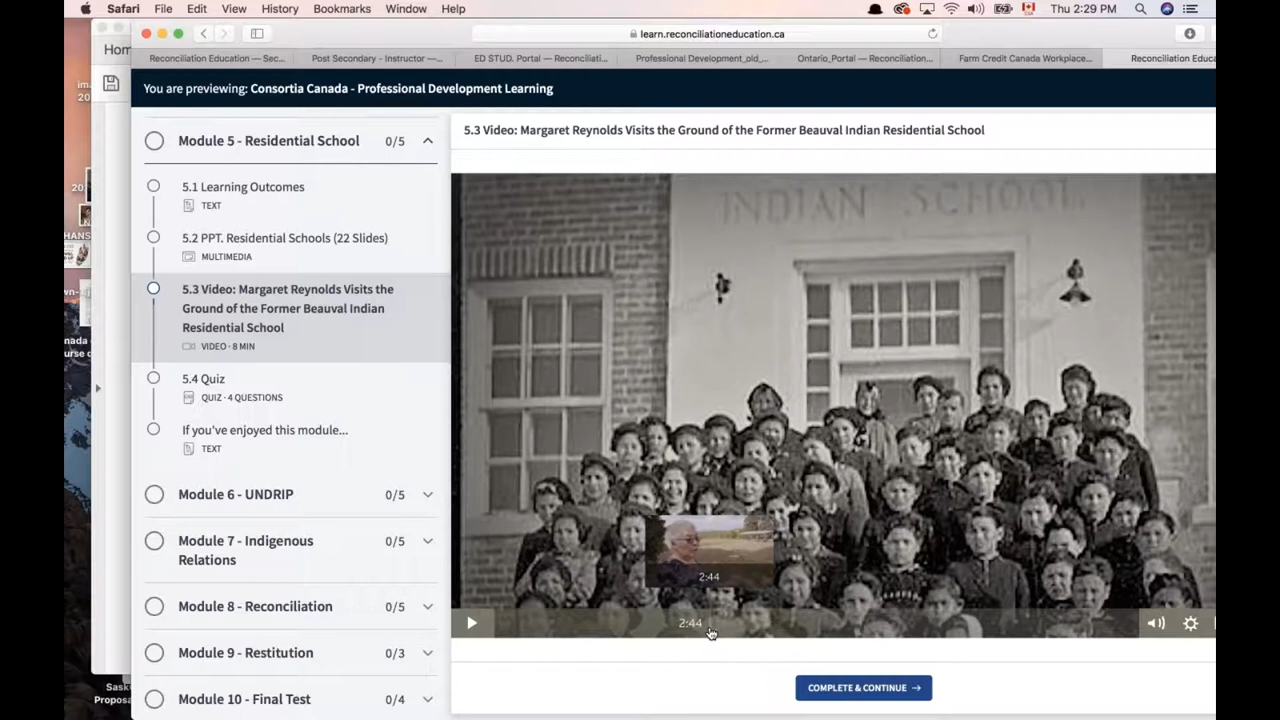 Safari File Edit View History Bookmarks Window Help Thu 2:29 PM
Hom
learn.reconciliationeducation.ca
Reconciliation Education — Sec...
Post Secondary - Instructor —...
ED STUD. Portal — Reconciliati...
Professional Development_old_...
Ontario_Portal — Reconciliation...
Farm Credit Canada Workplace...
Reconciliation Educa
You are previewing: Consortia Canada - Professional Development Learning
Module 5 - Residential School 0/5
5.1 Learning Outcomes
TEXT
5.2 PPT. Residential Schools (22 Slides)
MULTIMEDIA
5.3 Video: Margaret Reynolds Visits the
Ground of the Former Beauval Indian
Residential School
VIDEO · 8 MIN
5.4 Quiz
QUIZ · 4 QUESTIONS
If you've enjoyed this module...
TEXT
Module 6 - UNDRIP 0/5
Module 7 - Indigenous
Relations 0/5
Module 8 - Reconciliation 0/5
Module 9 - Restitution 0/3
Module 10 - Final Test 0/4
5.3 Video: Margaret Reynolds Visits the Ground of the Former Beauval Indian Residential School
INDIAN SCHOOL
2:44
2:44
COMPLETE & CONTINUE →
Sask
Propos